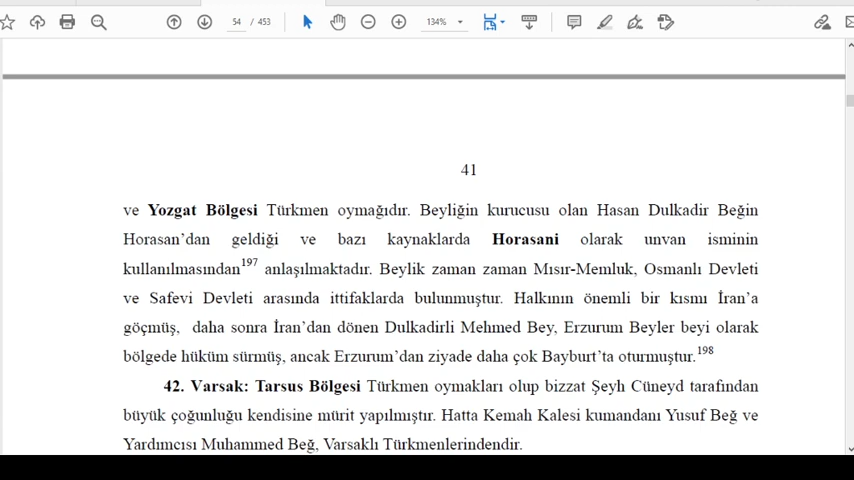 54 / 453
134%
41
ve Yozgat Bölgesi Türkmen oymağıdır. Beyliğin kurucusu olan Hasan Dulkadir Beğin
Horasan'dan geldiği ve bazı kaynaklarda Horasani olarak unvan isminin
kullanılmasından197 anlaşılmaktadır. Beylik zaman zaman Mısır-Memluk, Osmanlı Devleti
ve Safevi Devleti arasında ittifaklarda bulunmuştur. Halkının önemli bir kısmı İran'a
göçmüş, daha sonra İran'dan dönen Dulkadirli Mehmed Bey, Erzurum Beyler beyi olarak
bölgede hüküm sürmüş, ancak Erzurum'dan ziyade daha çok Bayburt'ta oturmuştur.198
42. Varsak: Tarsus Bölgesi Türkmen oymakları olup bizzat Şeyh Cüneyd tarafından
büyük çoğunluğu kendisine mürit yapılmıştır. Hatta Kemah Kalesi kumandanı Yusuf Beğ ve
Yardımcısı Muhammed Beğ, Varsaklı Türkmenlerindendir.